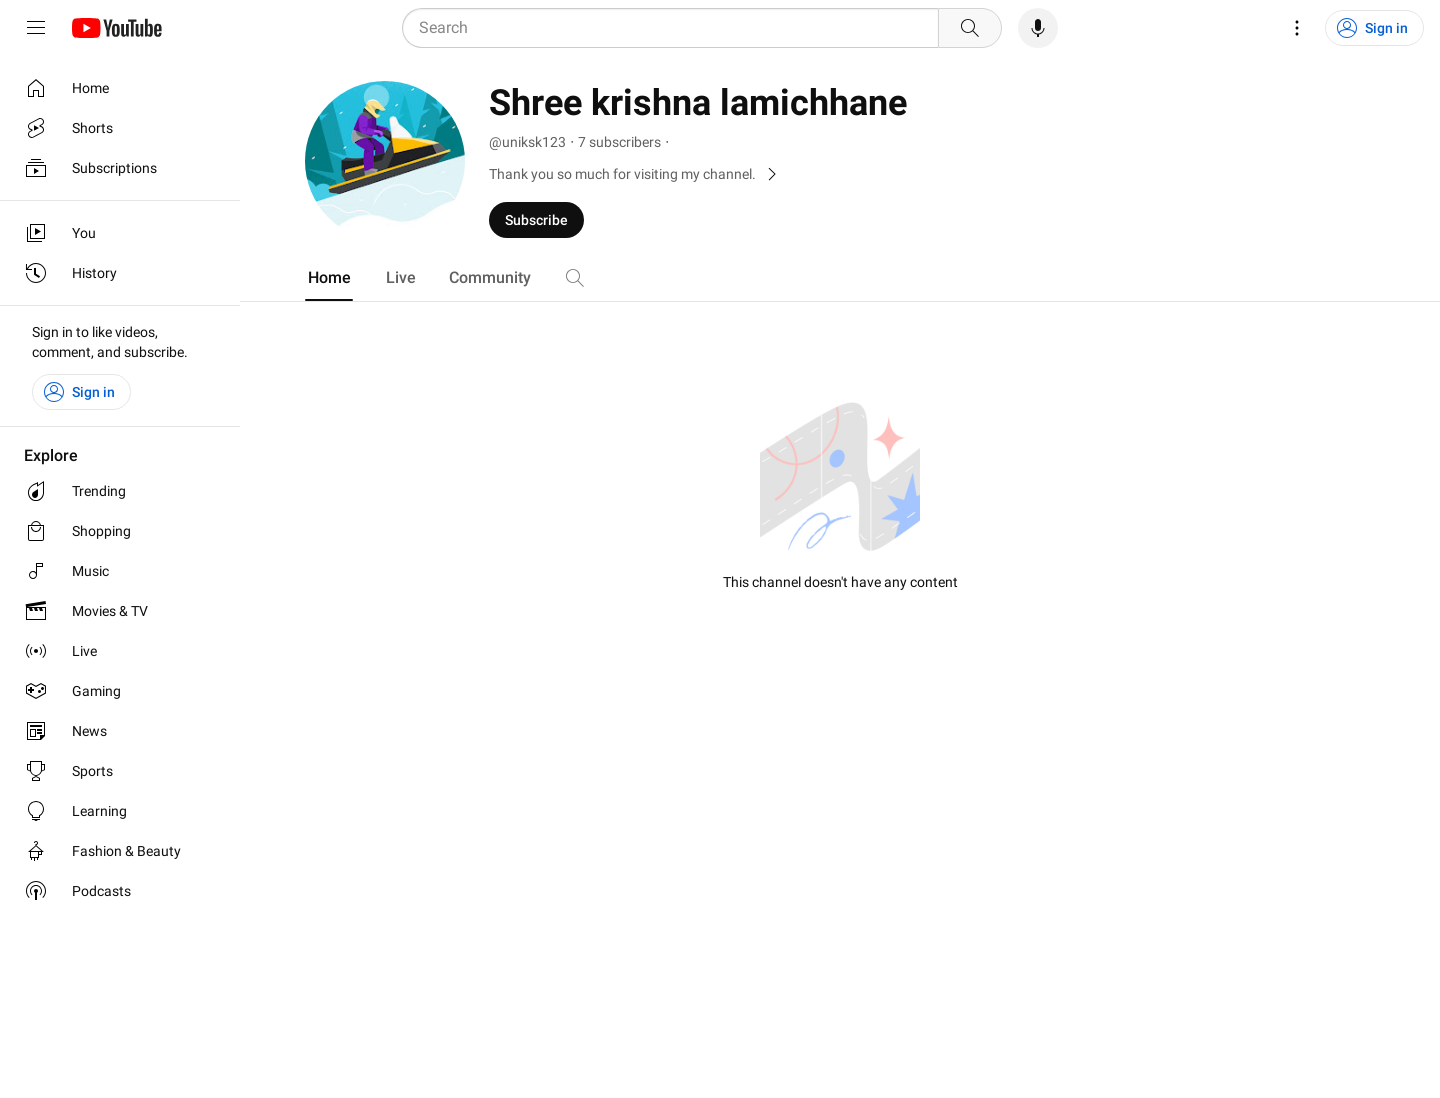 YouTube
Search
Sign in
Home
Shorts
Subscriptions
You
History
Sign in to like videos,
comment, and subscribe.
Sign in
Explore
Trending
Shopping
Music
Movies & TV
Live
Gaming
News
Sports
Learning
Fashion & Beauty
Podcasts
Shree krishna lamichhane
@uniksk123 · 7 subscribers ·
Thank you so much for visiting my channel.
Subscribe
Home Live Community
This channel doesn't have any content